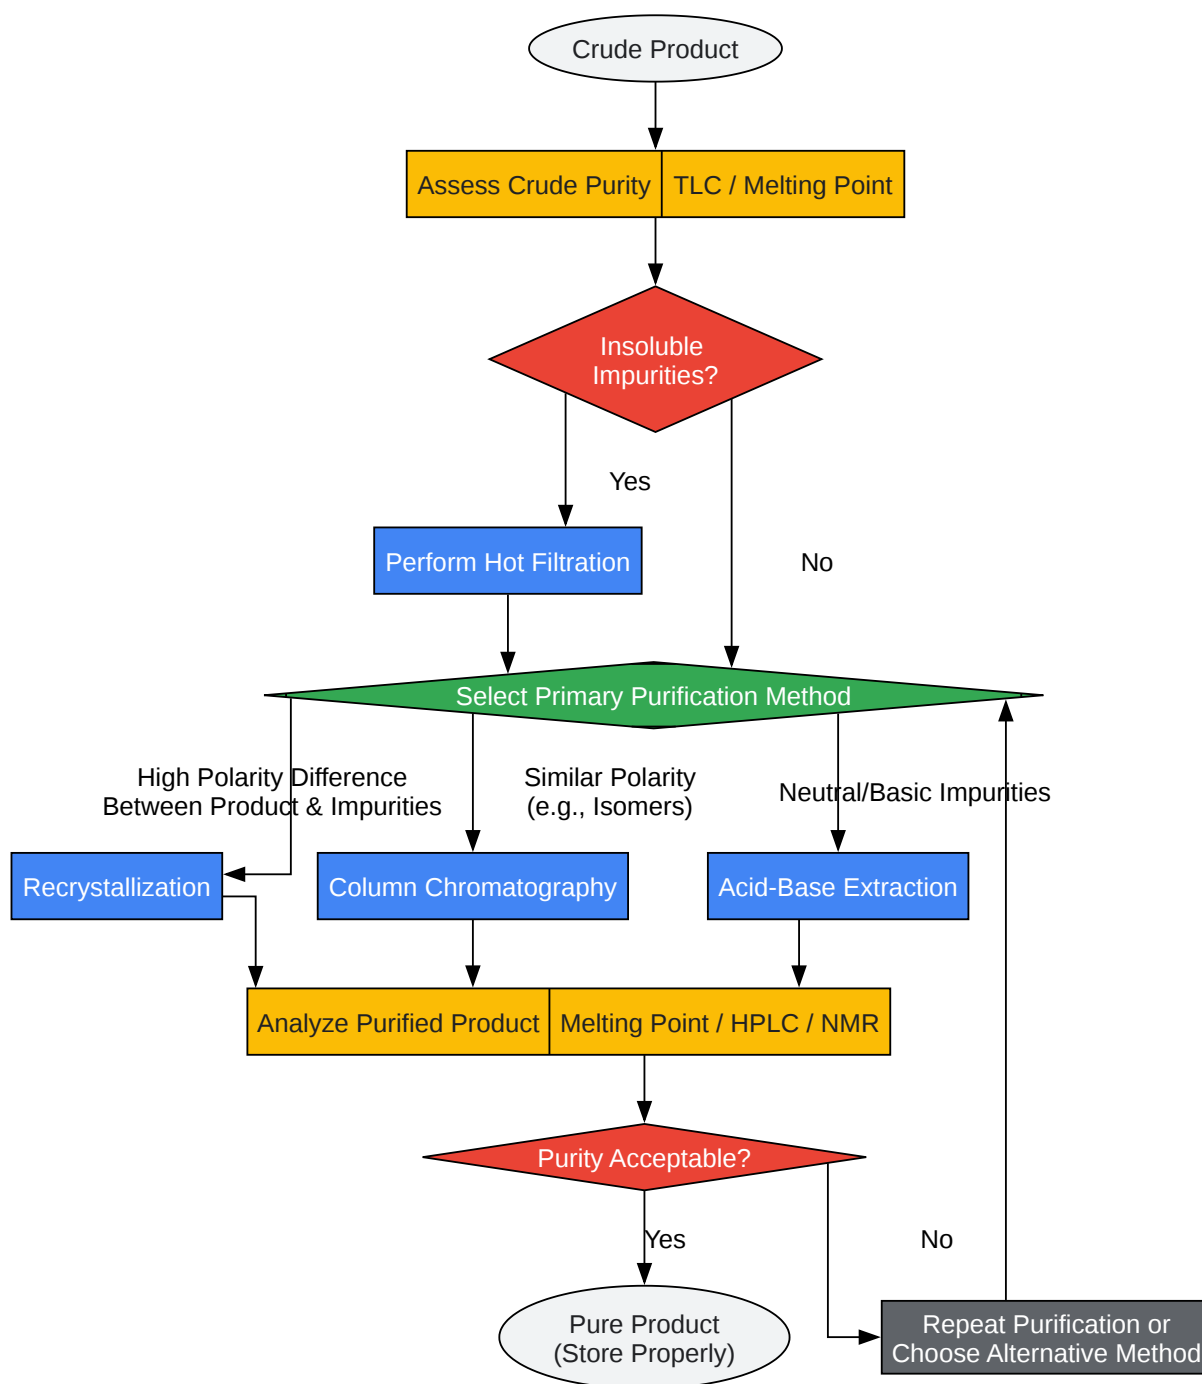 Crude Product
Assess Crude Purity
TLC / Melting Point
Insoluble
Impurities?
Yes
Perform Hot Filtration
No
Select Primary Purification Method
High Polarity Difference
Between Product & Impurities
Similar Polarity
(e.g., Isomers)
Neutral/Basic Impurities
Recrystallization
Column Chromatography
Acid-Base Extraction
Analyze Purified Product
Melting Point / HPLC / NMR
Purity Acceptable?
Yes
No
Pure Product
(Store Properly)
Repeat Purification or
Choose Alternative Method